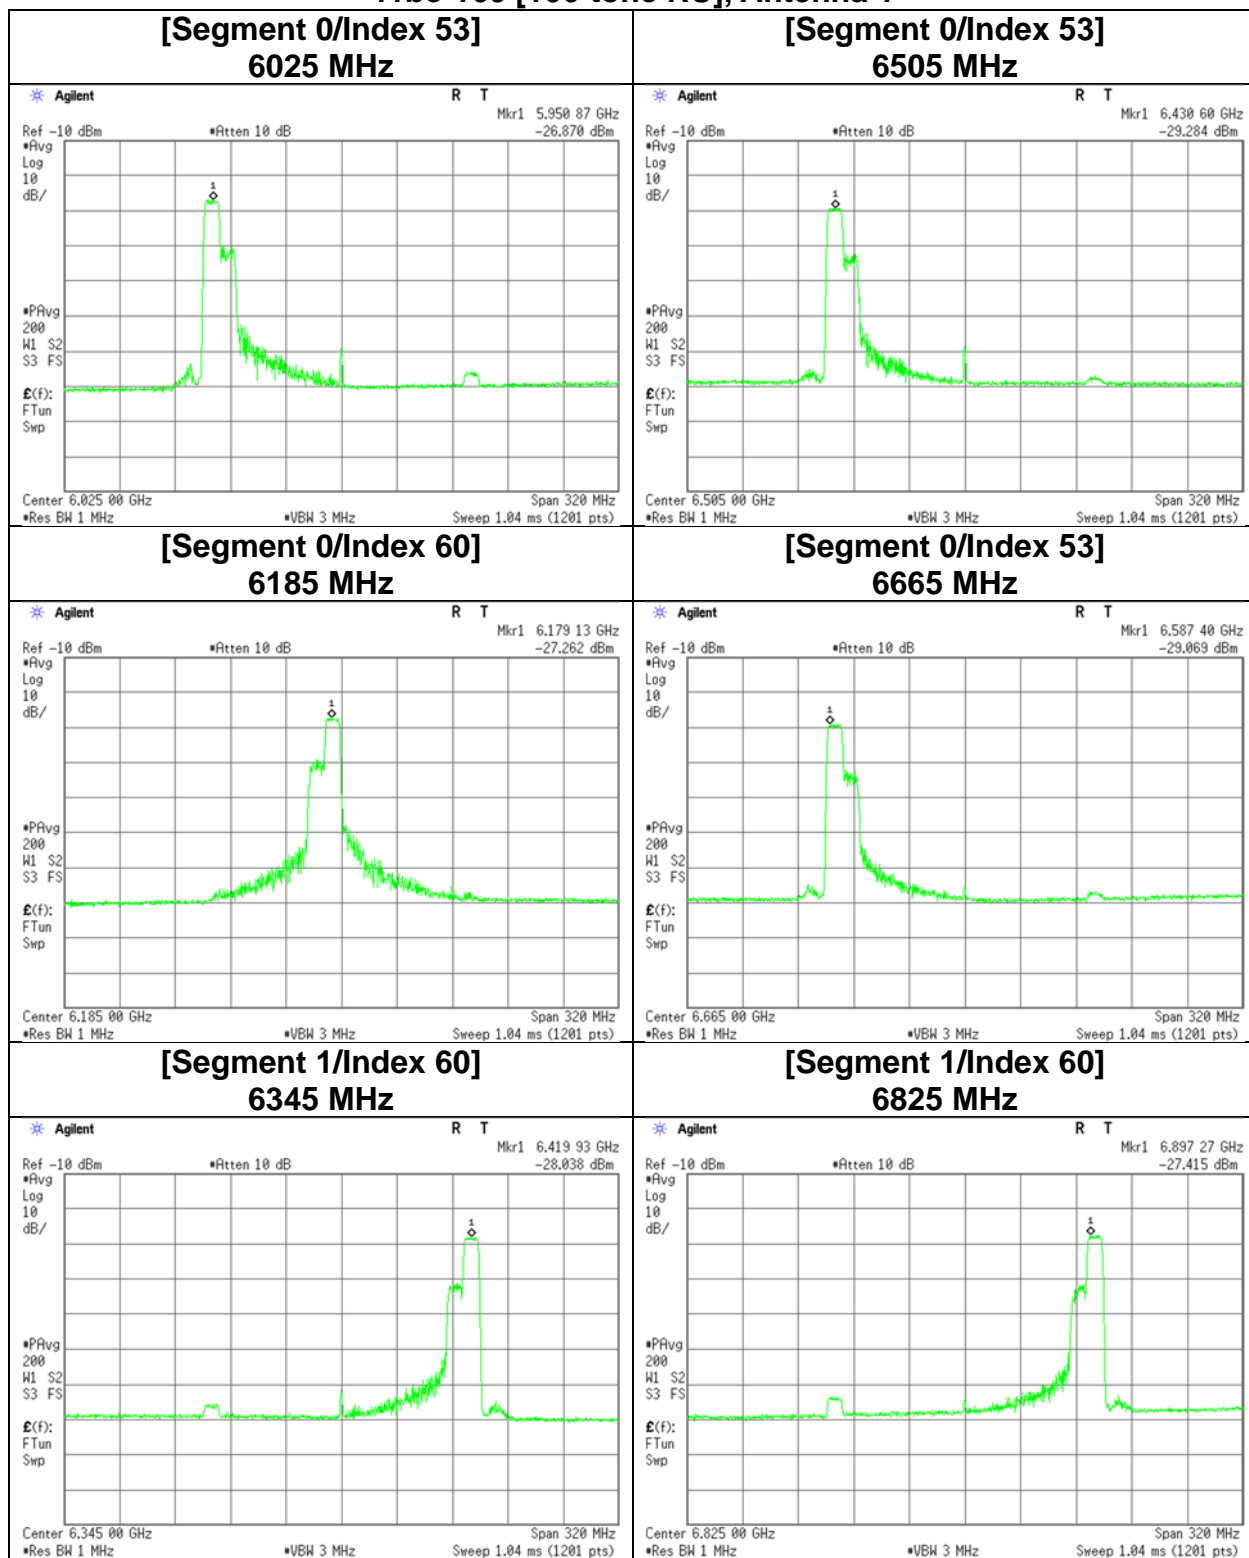 [Segment 0/Index 53]
6025 MHz
[Segment 0/Index 53]
6505 MHz
Agilent
R T
Mkr1 5.950 87 GHz
Ref -10 dBm
#Atten 10 dB
-26.870 dBm
#Avg
Log
10
dB/
1
#PAvg
200
W1 S2
S3 FS
£(f):
FTun
Swp
Center 6.025 00 GHz
Span 320 MHz
#Res BW 1 MHz
#VBW 3 MHz
Sweep 1.04 ms (1201 pts)
Agilent
R T
Mkr1 6.430 60 GHz
Ref -10 dBm
#Atten 10 dB
-29.284 dBm
#Avg
Log
10
dB/
1
#PAvg
200
W1 S2
S3 FS
£(f):
FTun
Swp
Center 6.505 00 GHz
Span 320 MHz
#Res BW 1 MHz
#VBW 3 MHz
Sweep 1.04 ms (1201 pts)
[Segment 0/Index 60]
6185 MHz
[Segment 0/Index 53]
6665 MHz
Agilent
R T
Mkr1 6.179 13 GHz
Ref -10 dBm
#Atten 10 dB
-27.262 dBm
#Avg
Log
10
dB/
1
#PAvg
200
W1 S2
S3 FS
£(f):
FTun
Swp
Center 6.185 00 GHz
Span 320 MHz
#Res BW 1 MHz
#VBW 3 MHz
Sweep 1.04 ms (1201 pts)
Agilent
R T
Mkr1 6.587 40 GHz
Ref -10 dBm
#Atten 10 dB
-29.069 dBm
#Avg
Log
10
dB/
1
#PAvg
200
W1 S2
S3 FS
£(f):
FTun
Swp
Center 6.665 00 GHz
Span 320 MHz
#Res BW 1 MHz
#VBW 3 MHz
Sweep 1.04 ms (1201 pts)
[Segment 1/Index 60]
6345 MHz
[Segment 1/Index 60]
6825 MHz
Agilent
R T
Mkr1 6.419 93 GHz
Ref -10 dBm
#Atten 10 dB
-28.038 dBm
#Avg
Log
10
dB/
1
#PAvg
200
W1 S2
S3 FS
£(f):
FTun
Swp
Center 6.345 00 GHz
Span 320 MHz
#Res BW 1 MHz
#VBW 3 MHz
Sweep 1.04 ms (1201 pts)
Agilent
R T
Mkr1 6.897 27 GHz
Ref -10 dBm
#Atten 10 dB
-27.415 dBm
#Avg
Log
10
dB/
1
#PAvg
200
W1 S2
S3 FS
£(f):
FTun
Swp
Center 6.825 00 GHz
Span 320 MHz
#Res BW 1 MHz
#VBW 3 MHz
Sweep 1.04 ms (1201 pts)